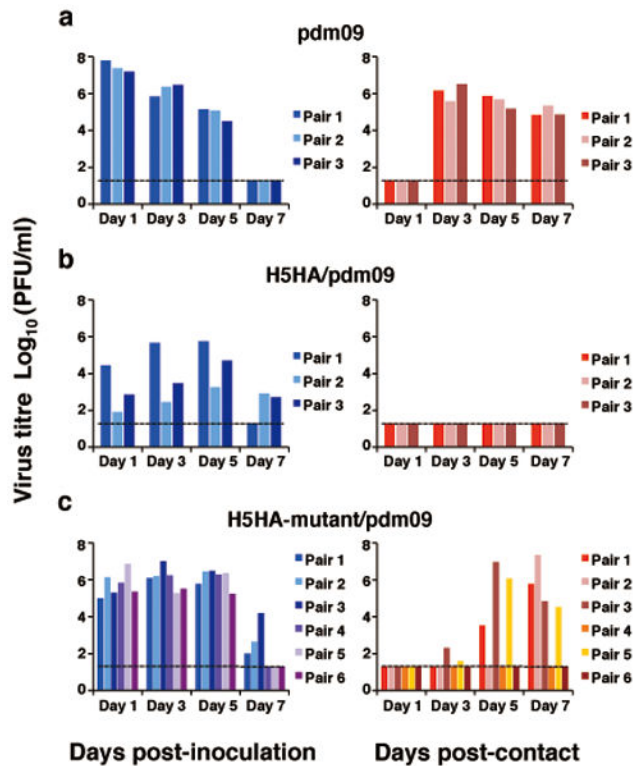 a
pdm09
8
6
4
2
0
Day 1 Day 3 Day 5 Day 7
Pair 1
Pair 2
Pair 3
8
6
4
2
0
Day 1 Day 3 Day 5 Day 7
Pair 1
Pair 2
Pair 3
b
H5HA/pdm09
8
6
4
2
0
Day 1 Day 3 Day 5 Day 7
Pair 1
Pair 2
Pair 3
8
6
4
2
0
Day 1 Day 3 Day 5 Day 7
Pair 1
Pair 2
Pair 3
Virus titre Log₁₀ (PFU/ml)
c
H5HA-mutant/pdm09
8
6
4
2
0
Day 1 Day 3 Day 5 Day 7
Pair 1
Pair 2
Pair 3
Pair 4
Pair 5
Pair 6
8
6
4
2
0
Day 1 Day 3 Day 5 Day 7
Pair 1
Pair 2
Pair 3
Pair 4
Pair 5
Pair 6
Days post-inoculation
Days post-contact